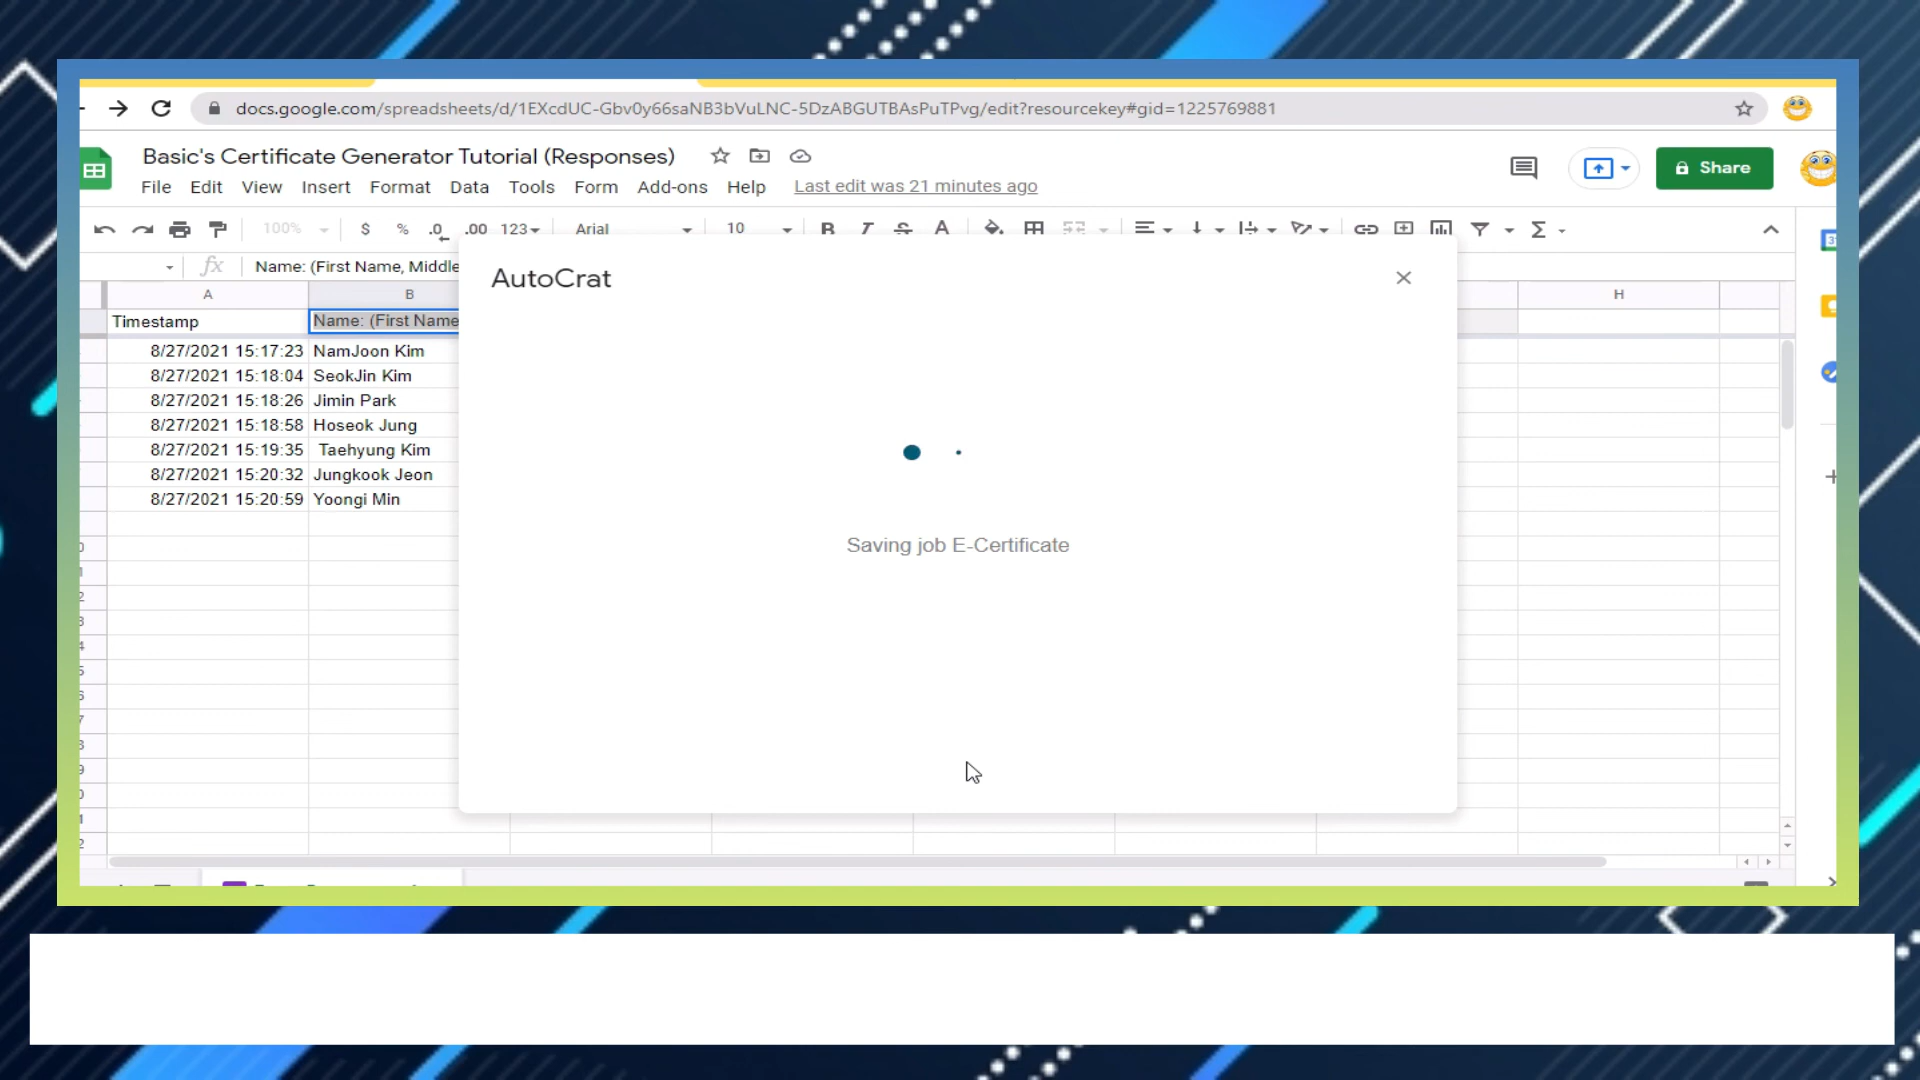 docs.google.com/spreadsheets/d/1EXcdUC-Gbv0y66saNB3bVuLNC-5DzABGUTBAsPuTPvg/edit?resourcekey#gid=1225769881
Basic's Certificate Generator Tutorial (Responses)
Share
File Edit View Insert Format Data Tools Form Add-ons Help Last edit was 21 minutes ago
100% $ % .0 .00 123 Arial 10 B I S A
fx Name: (First Name, Middle
AutoCrat
A B H
Timestamp Name: (First Name
8/27/2021 15:17:23 NamJoon Kim
8/27/2021 15:18:04 SeokJin Kim
8/27/2021 15:18:26 Jimin Park
8/27/2021 15:18:58 Hoseok Jung
8/27/2021 15:19:35 Taehyung Kim
8/27/2021 15:20:32 Jungkook Jeon
8/27/2021 15:20:59 Yoongi Min
Saving job E-Certificate